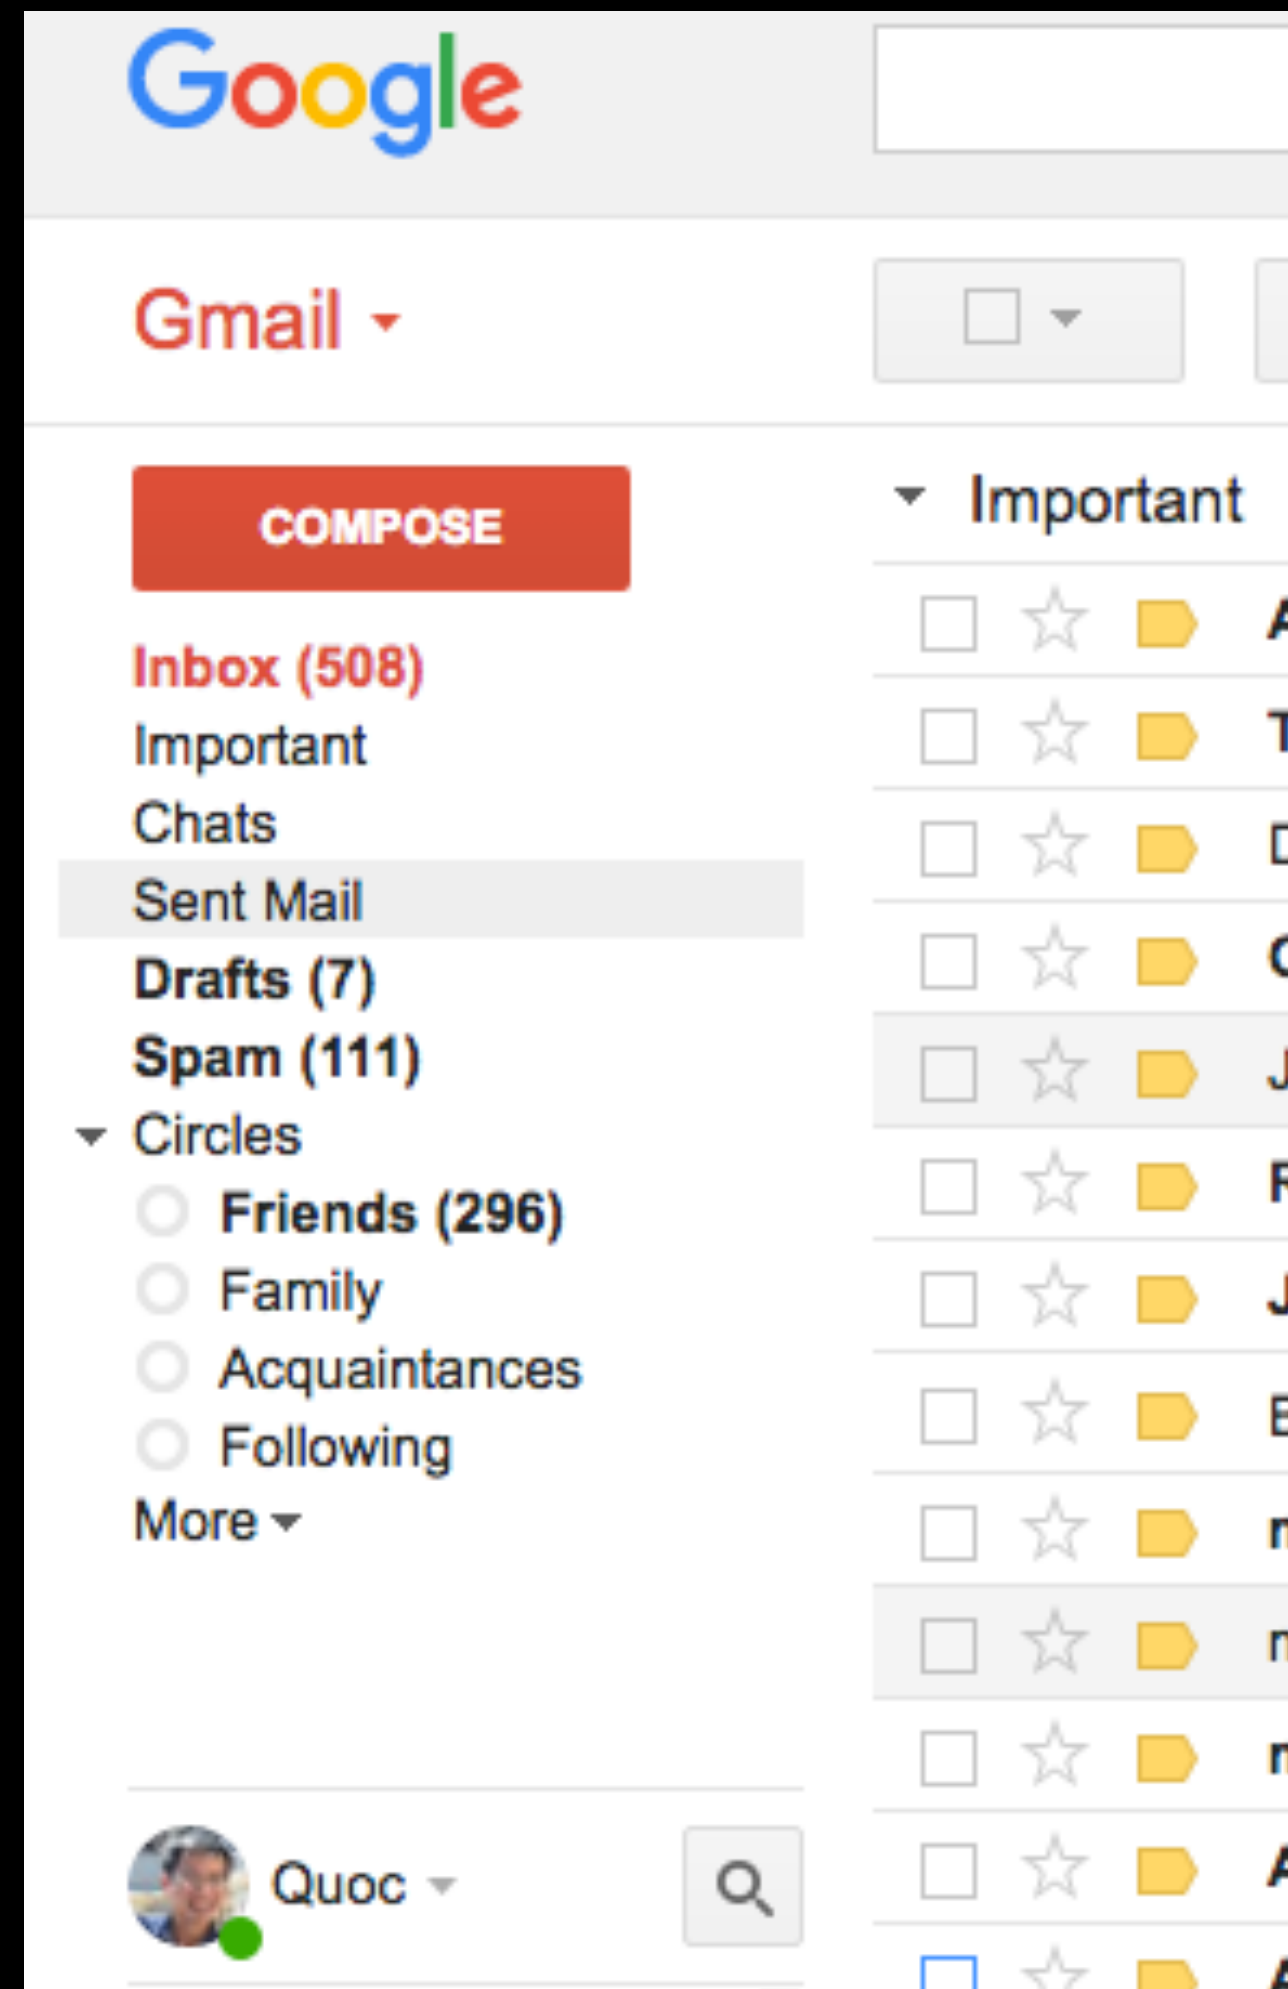 Google
Gmail
COMPOSE
Inbox (508)
Important
Chats
Sent Mail
Drafts (7)
Spam (111)
Circles
Friends (296)
Family
Acquaintances
Following
More
Quoc
Important